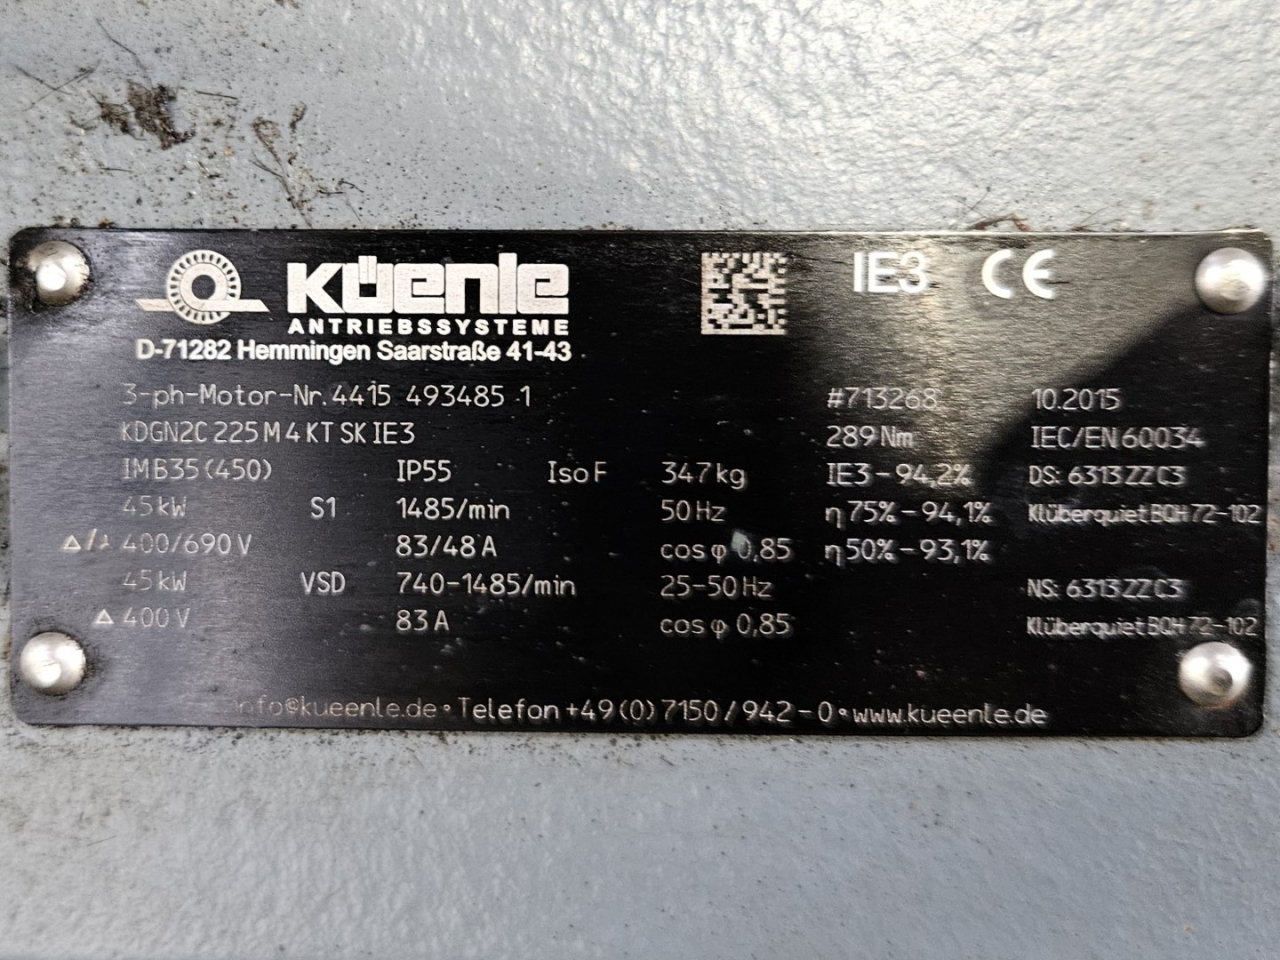 Küenle
ANTRIEBSSYSTEME
D-71282 Hemmingen Saarstraße 41-43
IE3 CE
3-ph-Motor-Nr. 4415 493485 1 #713268 10.2015
KDGN2C 225 M 4 KT SK IE3 289 Nm IEC/EN 60034
IM B35 (450) IP55 Iso F 347 kg IE3-94,2% DS: 6313 ZZ C3
45 kW S1 1485/min 50 Hz η 75% - 94,1% Klüberquiet BQH 72-102
400/690 V 83/48 A cos φ 0,85 η 50% - 93,1%
45 kW VSD 740-1485/min 25-50 Hz NS: 6313 ZZ C3
Δ 400 V 83 A cos φ 0,85 Klüberquiet BQH 72-102
info@kueenle.de • Telefon +49 (0) 7150 / 942 - 0 • www.kueenle.de